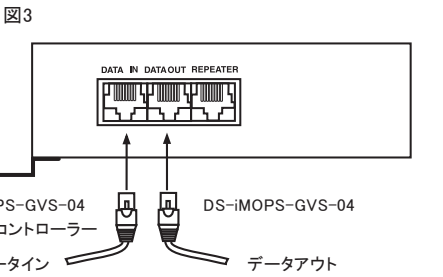 図3
DATA IN DATA OUT REPEATER
PS-GVS-04
コントローラー
ータイン
DS-iMOPS-GVS-04
データアウト